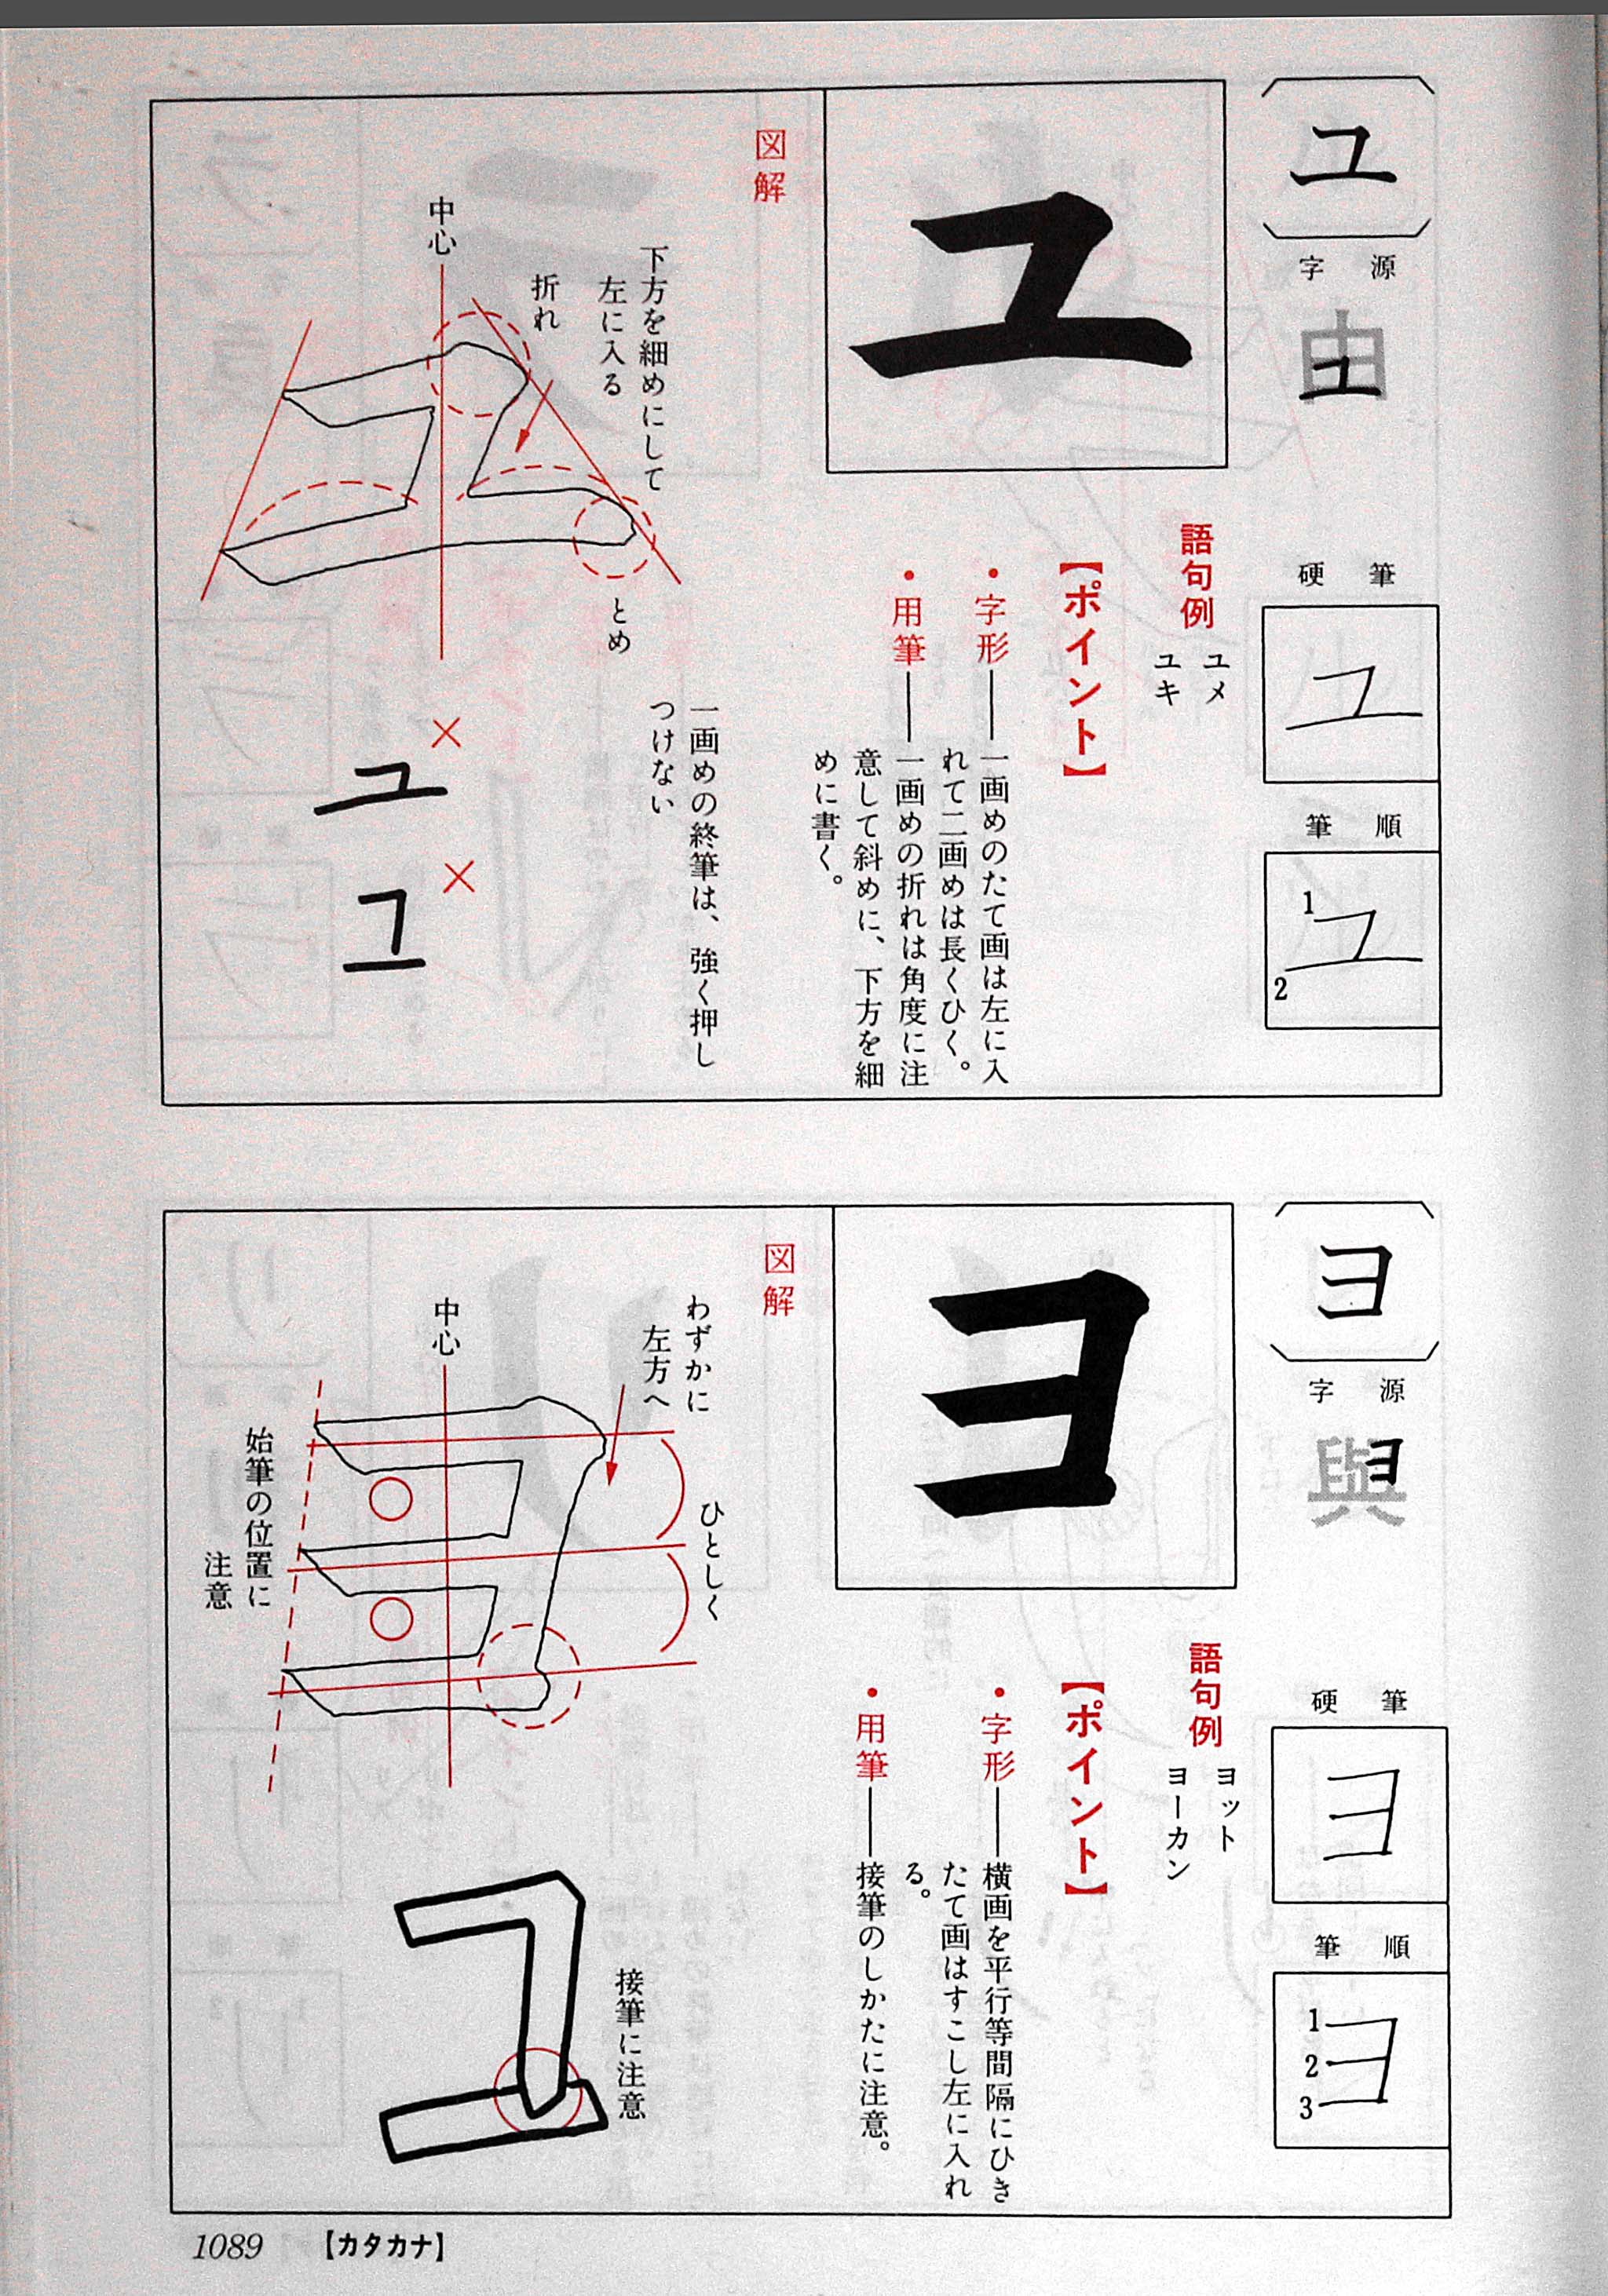 ユ
字源
由
ユ
硬筆
ユ
筆順
ユ
1
2
ユ
語句例
ユメ
ユキ
【ポイント】
・字形──一画めのたて画は左に入
れて二画めは長くひく。
・用筆──一画めの折れは角度に注
意して斜めに、下方を細
めに書く。
図解
下方を細めにして
左に入る
折れ
中心
とめ
一画めの終筆は、強く押し
つけない
×
ユ
×
ユ
ヨ
字源
與
ヨ
硬筆
ヨ
筆順
ヨ
1
2
3
ヨ
語句例
ヨット
ヨーカン
【ポイント】
・字形──横画を平行等間隔にひき
たて画はすこし左に入れ
る。
・用筆──接筆のしかたに注意。
図解
わずかに
左方へ
ひとしく
中心
始筆の位置に
注意
接筆に注意
1089 【カタカナ】